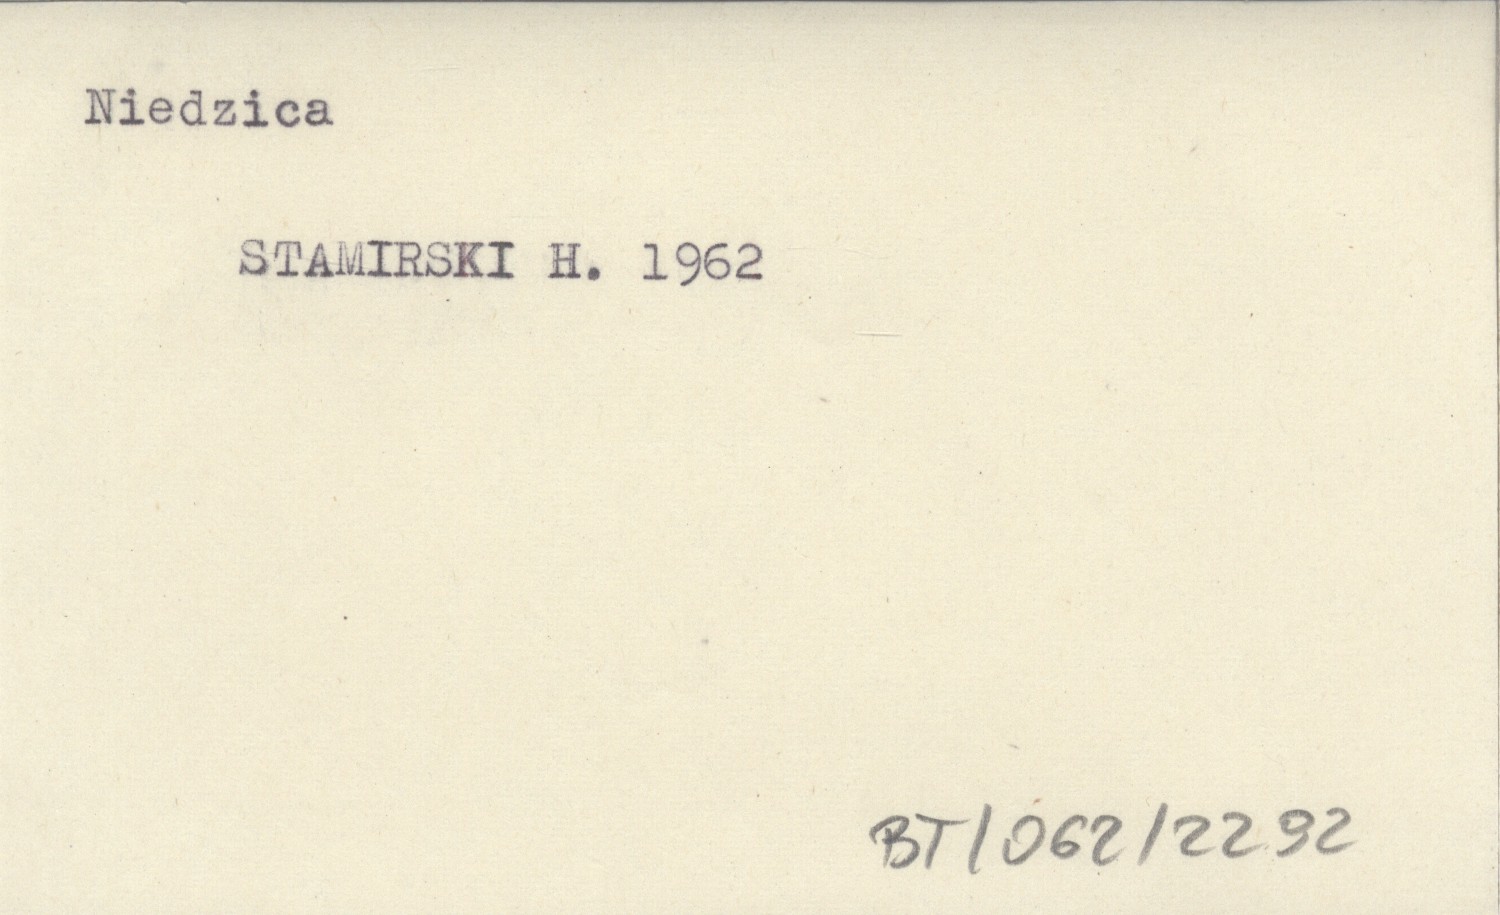 Niedzica
STAMIRSKI H. 1962
BT/062/2292